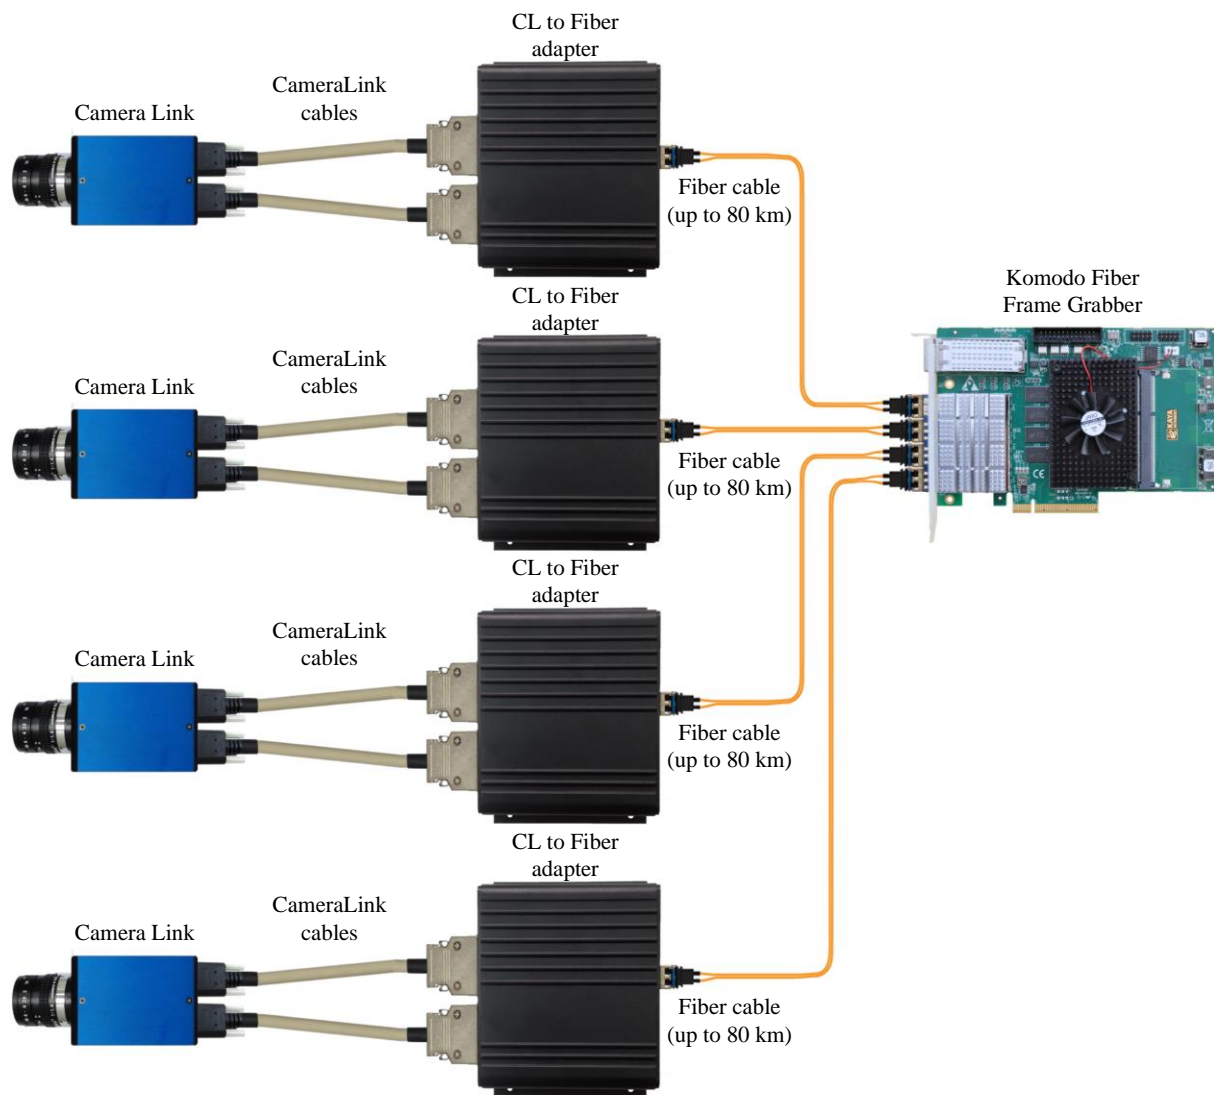 CL to Fiber
adapter
CameraLink
cables
Camera Link
Fiber cable
(up to 80 km)
CL to Fiber
adapter
CameraLink
cables
Camera Link
Fiber cable
(up to 80 km)
Komodo Fiber
Frame Grabber
KAYA
CE
CL to Fiber
adapter
CameraLink
cables
Camera Link
Fiber cable
(up to 80 km)
CL to Fiber
adapter
CameraLink
cables
Camera Link
Fiber cable
(up to 80 km)